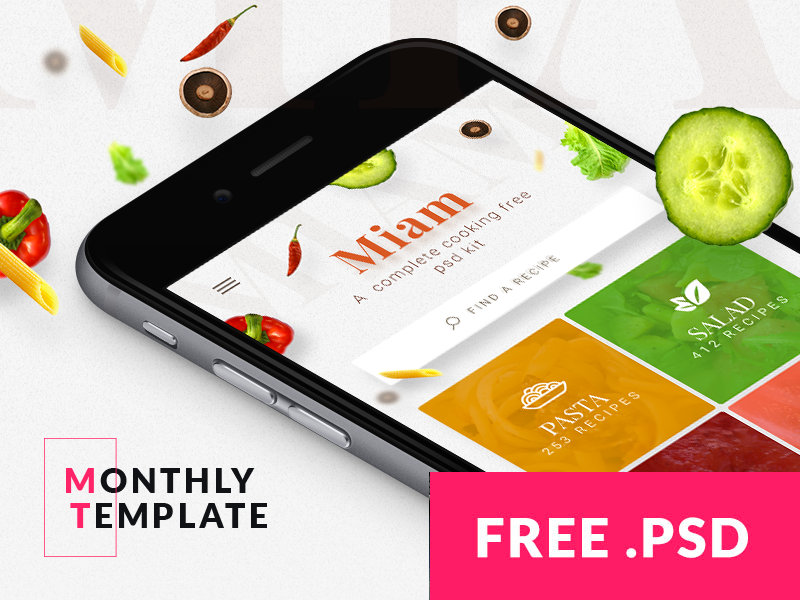 Miam
A complete cooking free
psd kit
FIND A RECIPE
SALAD
412 RECIPES
PASTA
253 RECIPES
MONTHLY
TEMPLATE
FREE .PSD